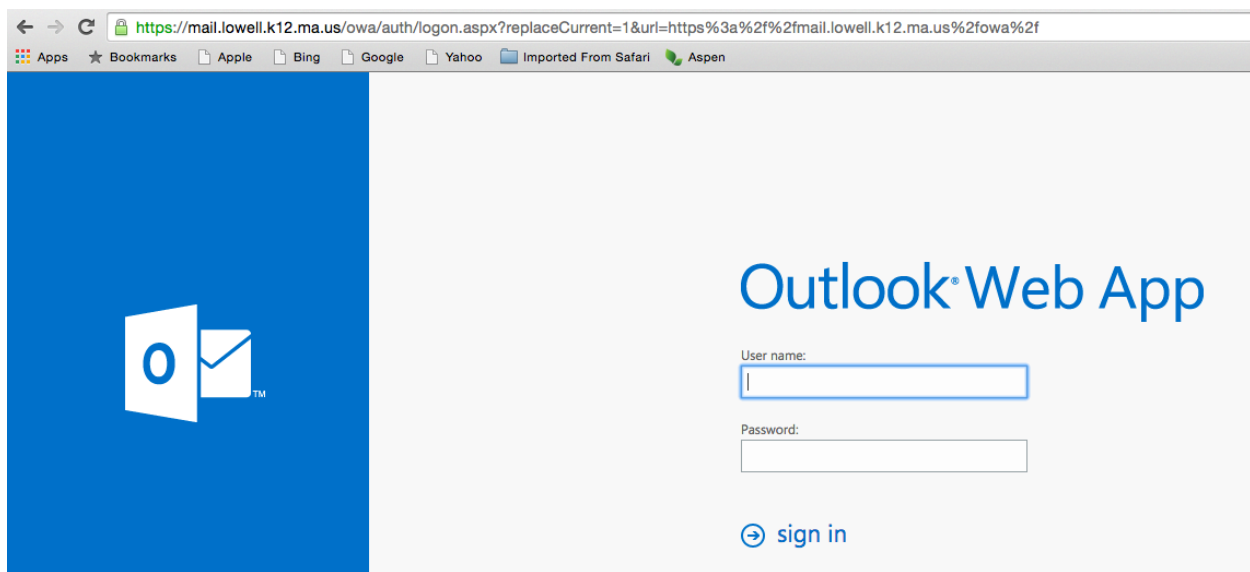 https://mail.lowell.k12.ma.us/owa/auth/logon.aspx?replaceCurrent=1&url=https%3a%2f%2fmail.lowell.k12.ma.us%2fowa%2f
Apps Bookmarks Apple Bing Google Yahoo Imported From Safari Aspen
Outlook® Web App
User name:
O
TM
Password:
sign in